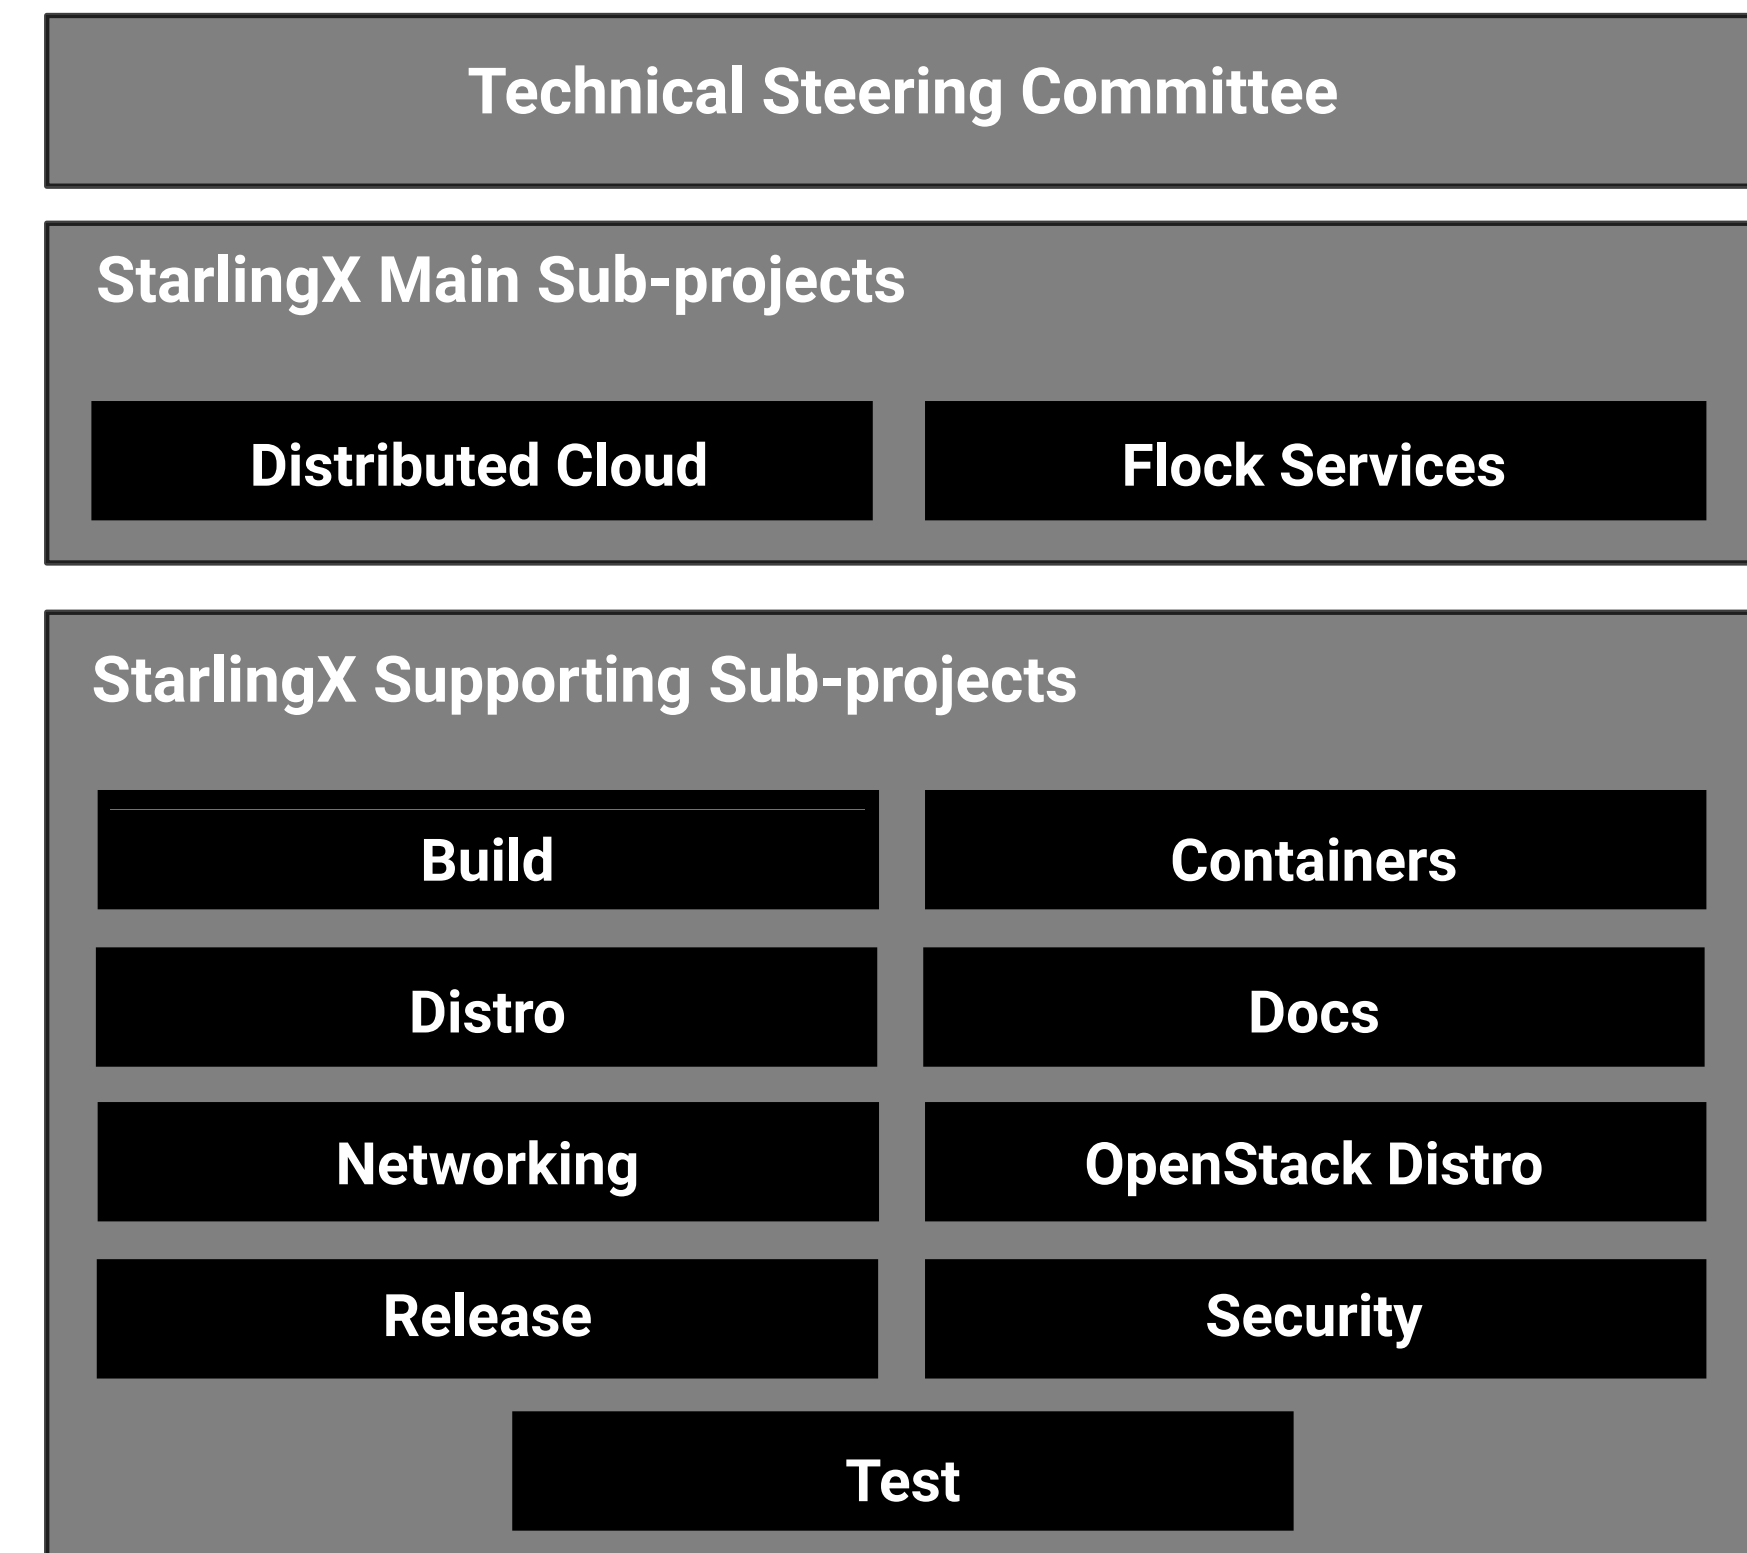 Technical Steering Committee
StarlingX Main Sub-projects
Distributed Cloud
Flock Services
StarlingX Supporting Sub-projects
Build
Containers
Distro
Docs
Networking
OpenStack Distro
Release
Security
Test